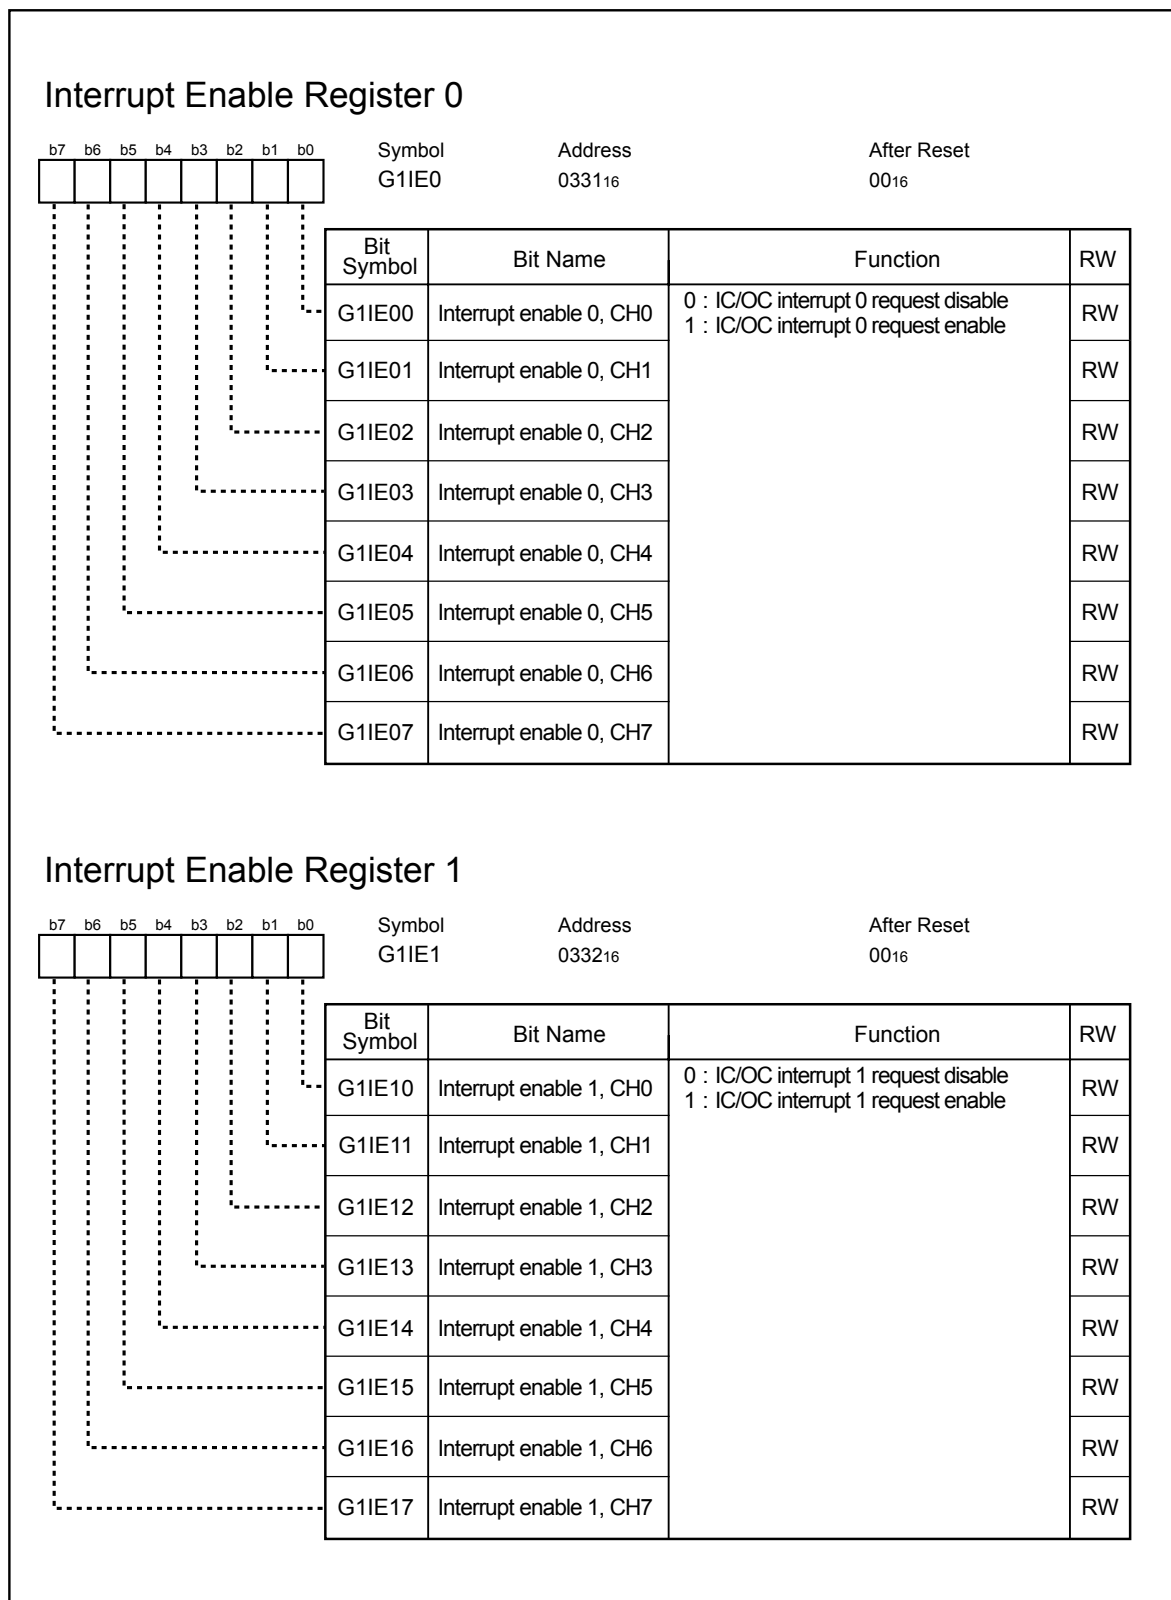 Interrupt Enable Register 0
b7 b6 b5 b4 b3 b2 b1 b0
Symbol Address After Reset
G1IE0 033116 0016
Bit Symbol Bit Name Function RW
G1IE00 Interrupt enable 0, CH0 0 : IC/OC interrupt 0 request disable RW
1 : IC/OC interrupt 0 request enable
G1IE01 Interrupt enable 0, CH1 RW
G1IE02 Interrupt enable 0, CH2 RW
G1IE03 Interrupt enable 0, CH3 RW
G1IE04 Interrupt enable 0, CH4 RW
G1IE05 Interrupt enable 0, CH5 RW
G1IE06 Interrupt enable 0, CH6 RW
G1IE07 Interrupt enable 0, CH7 RW
Interrupt Enable Register 1
b7 b6 b5 b4 b3 b2 b1 b0
Symbol Address After Reset
G1IE1 033216 0016
Bit Symbol Bit Name Function RW
G1IE10 Interrupt enable 1, CH0 0 : IC/OC interrupt 1 request disable RW
1 : IC/OC interrupt 1 request enable
G1IE11 Interrupt enable 1, CH1 RW
G1IE12 Interrupt enable 1, CH2 RW
G1IE13 Interrupt enable 1, CH3 RW
G1IE14 Interrupt enable 1, CH4 RW
G1IE15 Interrupt enable 1, CH5 RW
G1IE16 Interrupt enable 1, CH6 RW
G1IE17 Interrupt enable 1, CH7 RW